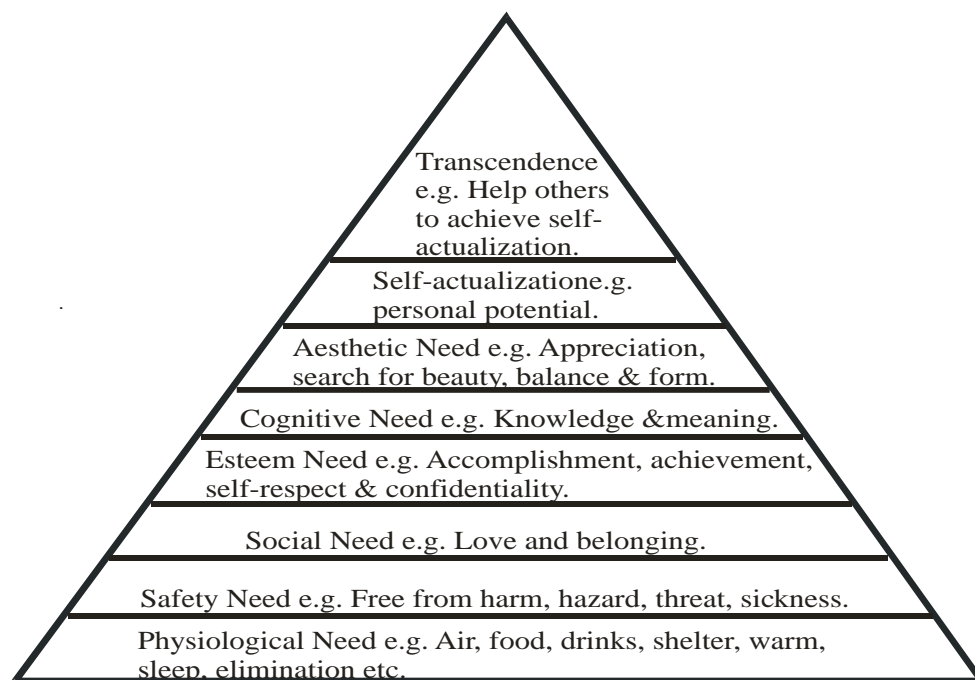 Transcendence
e.g. Help others
to achieve self-
actualization.
Self-actualizatione.g.
personal potential.
Aesthetic Need e.g. Appreciation,
search for beauty, balance & form.
Cognitive Need e.g. Knowledge &meaning.
Esteem Need e.g. Accomplishment, achievement,
self-respect & confidentiality.
Social Need e.g. Love and belonging.
Safety Need e.g. Free from harm, hazard, threat, sickness.
Physiological Need e.g. Air, food, drinks, shelter, warm,
sleep, elimination etc.